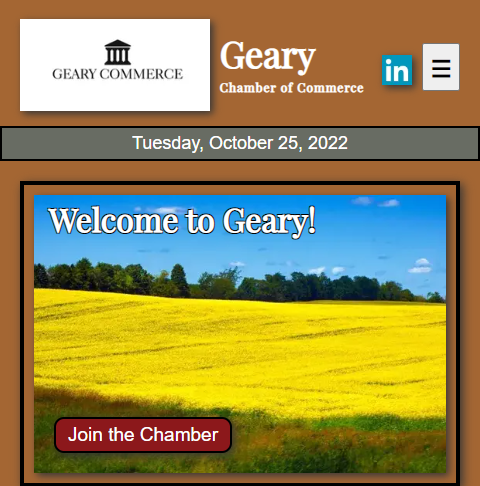 GEARY COMMERCE
Geary
Chamber of Commerce
in
☰
Tuesday, October 25, 2022
Welcome to Geary!
Join the Chamber